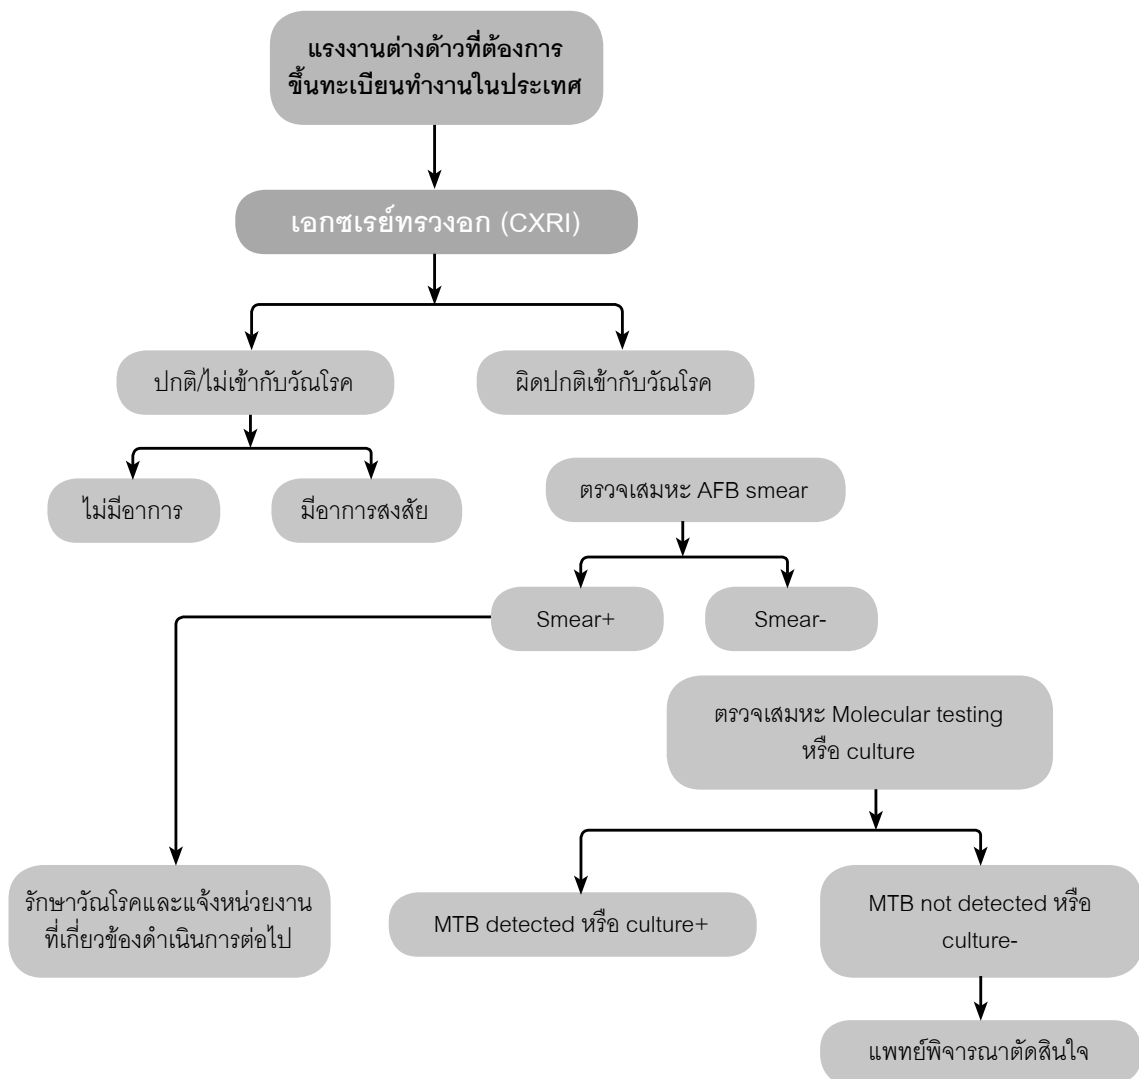 แรงงานต่างด้าวที่ต้องการ
ขึ้นทะเบียนทำงานในประเทศ
เอกซเรย์ทรวงอก (CXRI)
ปกติ/ไม่เข้ากับวัณโรค
ผิดปกติเข้ากับวัณโรค
ไม่มีอาการ
มีอาการสงสัย
ตรวจเสมหะ AFB smear
Smear+
Smear-
ตรวจเสมหะ Molecular testing
หรือ culture
รักษาวัณโรคและแจ้งหน่วยงาน
ที่เกี่ยวข้องดำเนินการต่อไป
MTB detected หรือ culture+
MTB not detected หรือ
culture-
แพทย์พิจารณาตัดสินใจ